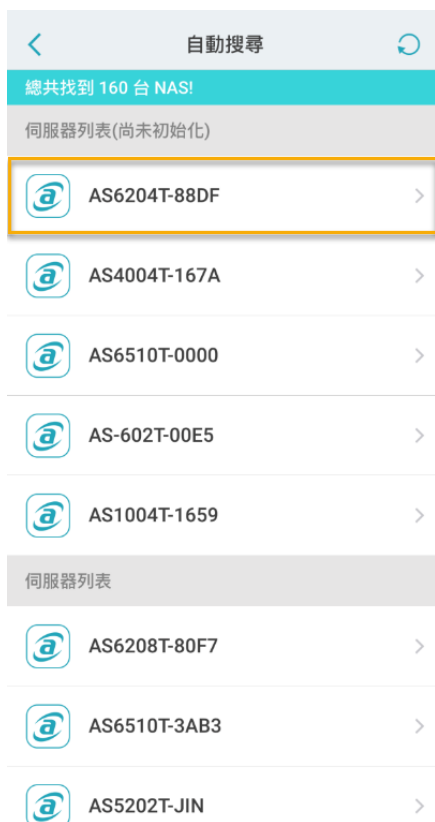 自動搜尋
總共找到 160 台 NAS!
伺服器列表(尚未初始化)
AS6204T-88DF
AS4004T-167A
AS6510T-0000
AS-602T-00E5
AS1004T-1659
伺服器列表
AS6208T-80F7
AS6510T-3AB3
AS5202T-JIN